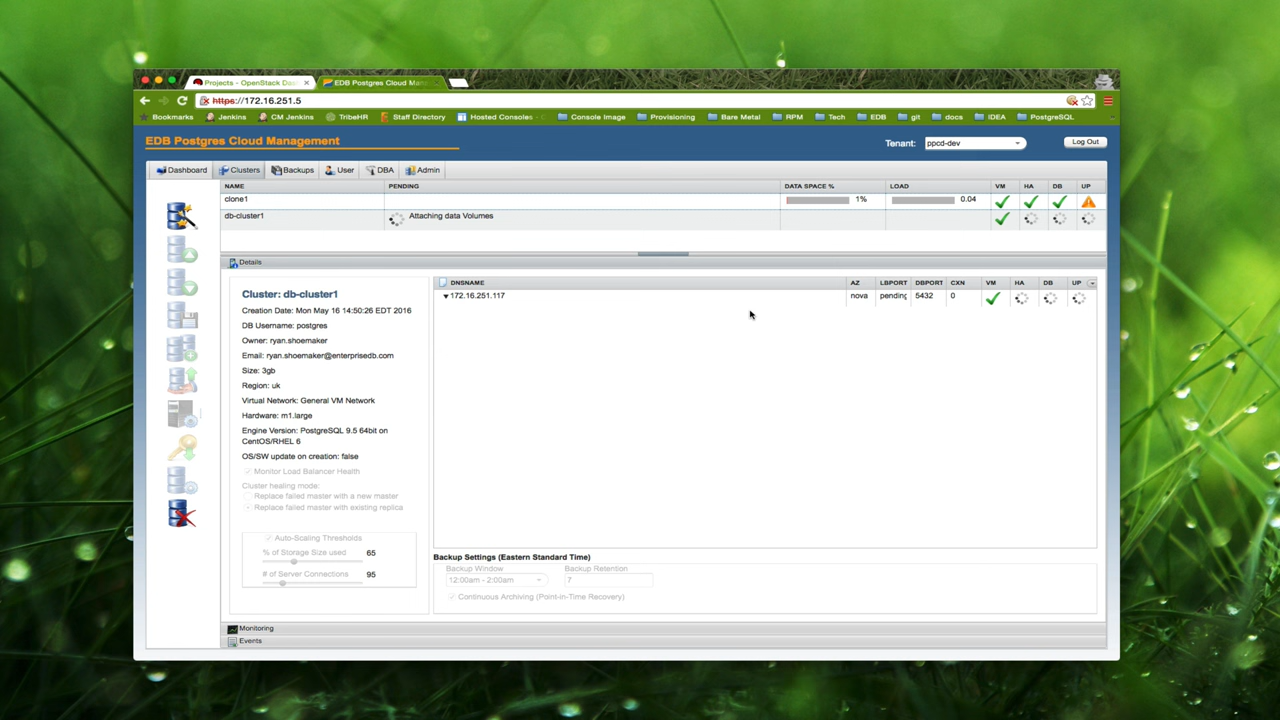 Projects - OpenStack Das
EDB Postgres Cloud Man
https://172.16.251.5
Bookmarks Jenkins CM Jenkins TribeHR Staff Directory Hosted Consoles - C Console Image Provisioning Bare Metal RPM Tech EDB git docs IDEA PostgreSQL
EDB Postgres Cloud Management
Tenant: ppcd-dev Log Out
Dashboard Clusters Backups User DBA Admin
NAME PENDING DATA SPACE % LOAD VM HA DB UP
clone1 1% 0.04
db-cluster1 Attaching data Volumes
Details
DNSNAME AZ LBPORT DBPORT CXN VM HA DB UP
172.16.251.117 nova pending 5432 0
Cluster: db-cluster1
Creation Date: Mon May 16 14:50:26 EDT 2016
DB Username: postgres
Owner: ryan.shoemaker
Email: ryan.shoemaker@enterprisedb.com
Size: 3gb
Region: uk
Virtual Network: General VM Network
Hardware: m1.large
Engine Version: PostgreSQL 9.5 64bit on
CentOS/RHEL 6
OS/SW update on creation: false
Monitor Load Balancer Health
Cluster healing mode:
Replace failed master with a new master
Replace failed master with existing replica
Auto-Scaling Thresholds
% of Storage Size used 65
# of Server Connections 95
Backup Settings (Eastern Standard Time)
Backup Window Backup Retention
12:00am - 2:00am 7
Continuous Archiving (Point-in-Time Recovery)
Monitoring
Events